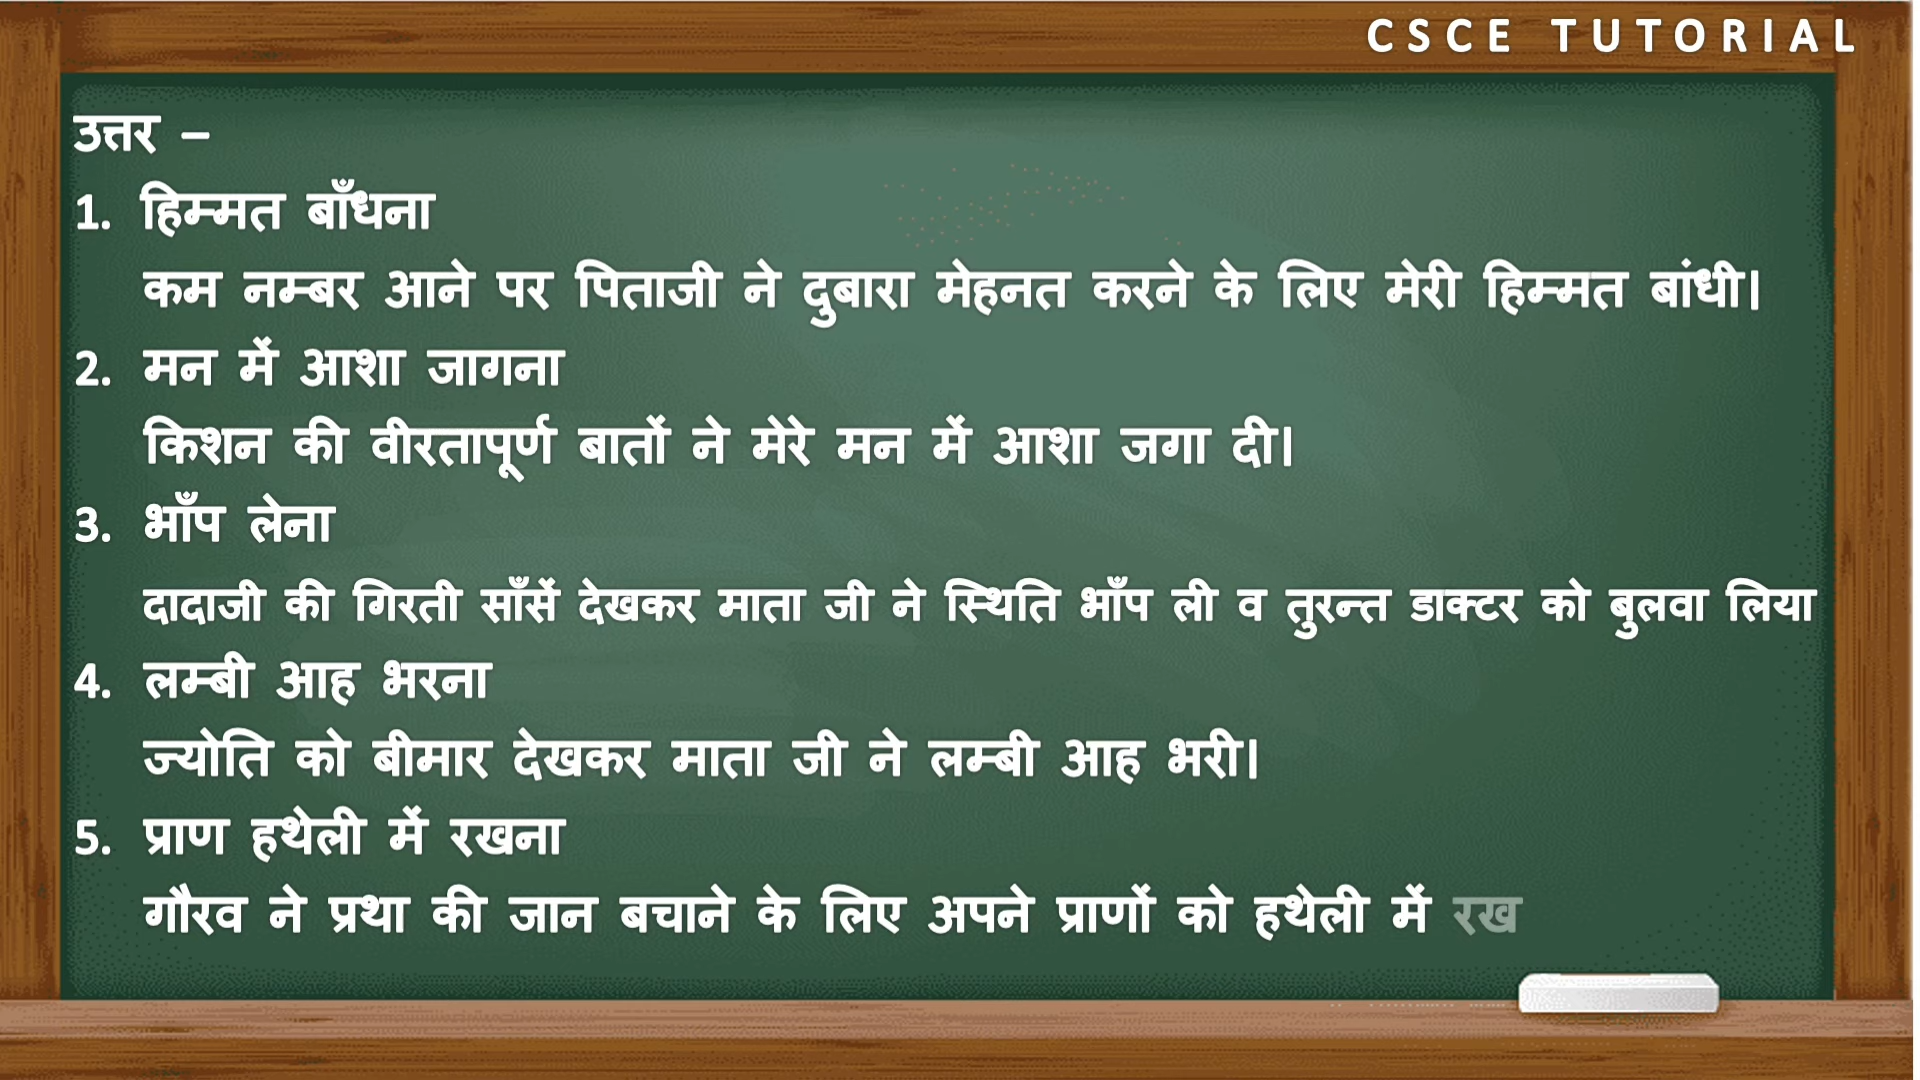 CSCE TUTORIAL
उत्तर –
1. हिम्मत बाँधना
कम नम्बर आने पर पिताजी ने दुबारा मेहनत करने के लिए मेरी हिम्मत बांधी।
2. मन में आशा जागना
किशन की वीरतापूर्ण बातों ने मेरे मन में आशा जगा दी।
3. भाँप लेना
दादाजी की गिरती साँसें देखकर माता जी ने स्थिति भाँप ली व तुरन्त डाक्टर को बुलवा लिया
4. लम्बी आह भरना
ज्योति को बीमार देखकर माता जी ने लम्बी आह भरी।
5. प्राण हथेली में रखना
गौरव ने प्रथा की जान बचाने के लिए अपने प्राणों को हथेली में रख